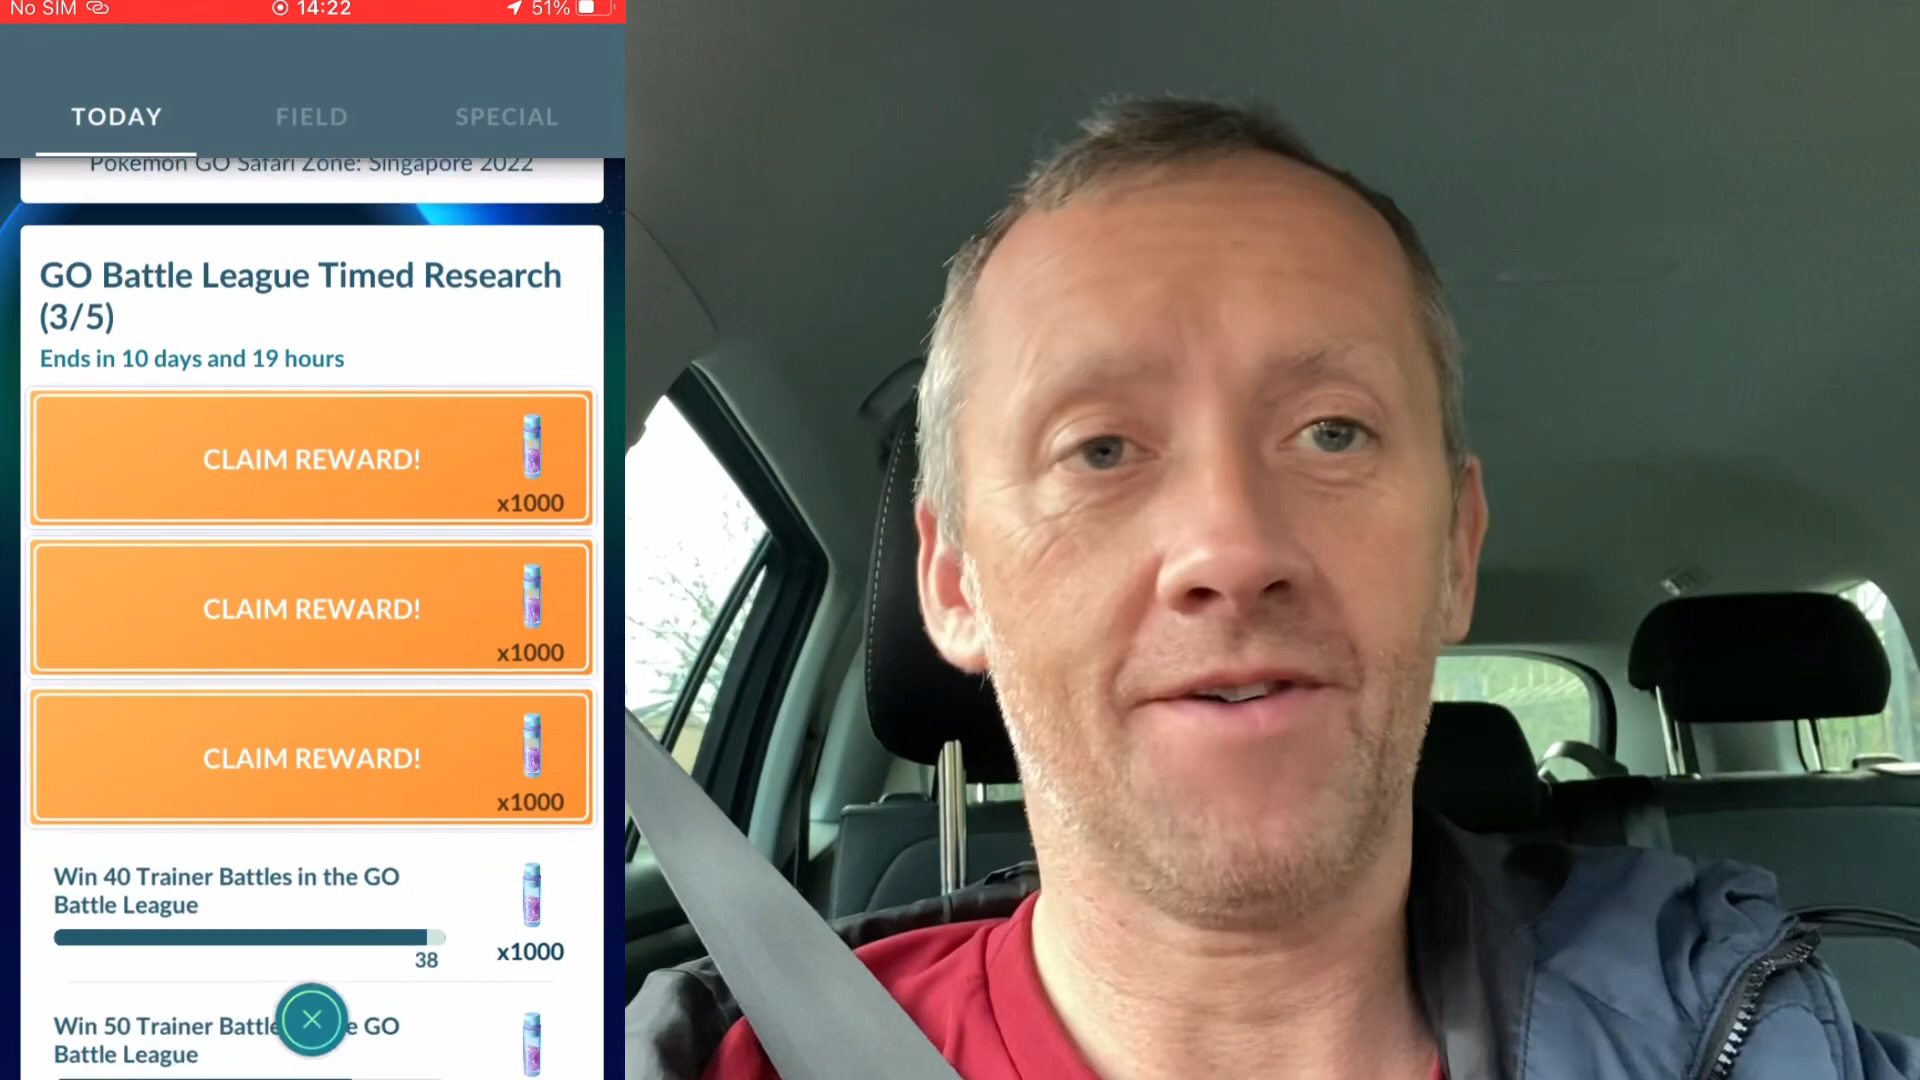 No SIM
14:22
51%
TODAY
FIELD
SPECIAL
Pokémon GO Safari Zone: Singapore 2022
GO Battle League Timed Research
(3/5)
Ends in 10 days and 19 hours
CLAIM REWARD!
x1000
CLAIM REWARD!
x1000
CLAIM REWARD!
x1000
Win 40 Trainer Battles in the GO
Battle League
38
x1000
Win 50 Trainer Battle e GO
Battle League